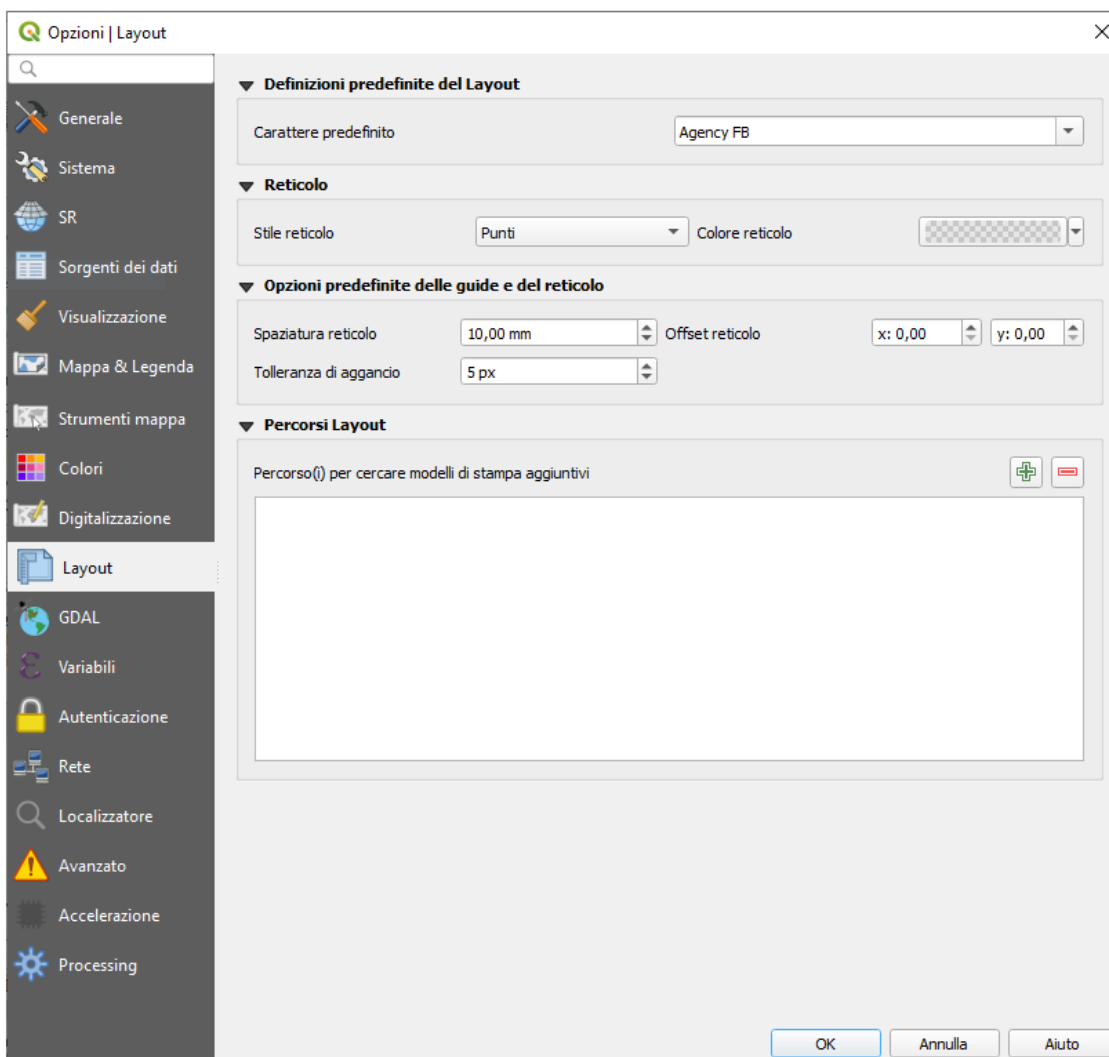 Opzioni | Layout
Generale
Sistema
SR
Sorgenti dei dati
Visualizzazione
Mappa & Legenda
Strumenti mappa
Colori
Digitalizzazione
Layout
GDAL
Variabili
Autenticazione
Rete
Localizzatore
Avanzato
Accelerazione
Processing
Definizioni predefinite del Layout
Carattere predefinito Agency FB
Reticolo
Stile reticolo Punti Colore reticolo
Opzioni predefinite delle guide e del reticolo
Spaziatura reticolo 10,00 mm Offset reticolo x: 0,00 y: 0,00
Tolleranza di aggancio 5 px
Percorsi Layout
Percorso(i) per cercare modelli di stampa aggiuntivi
OK Annulla Aiuto